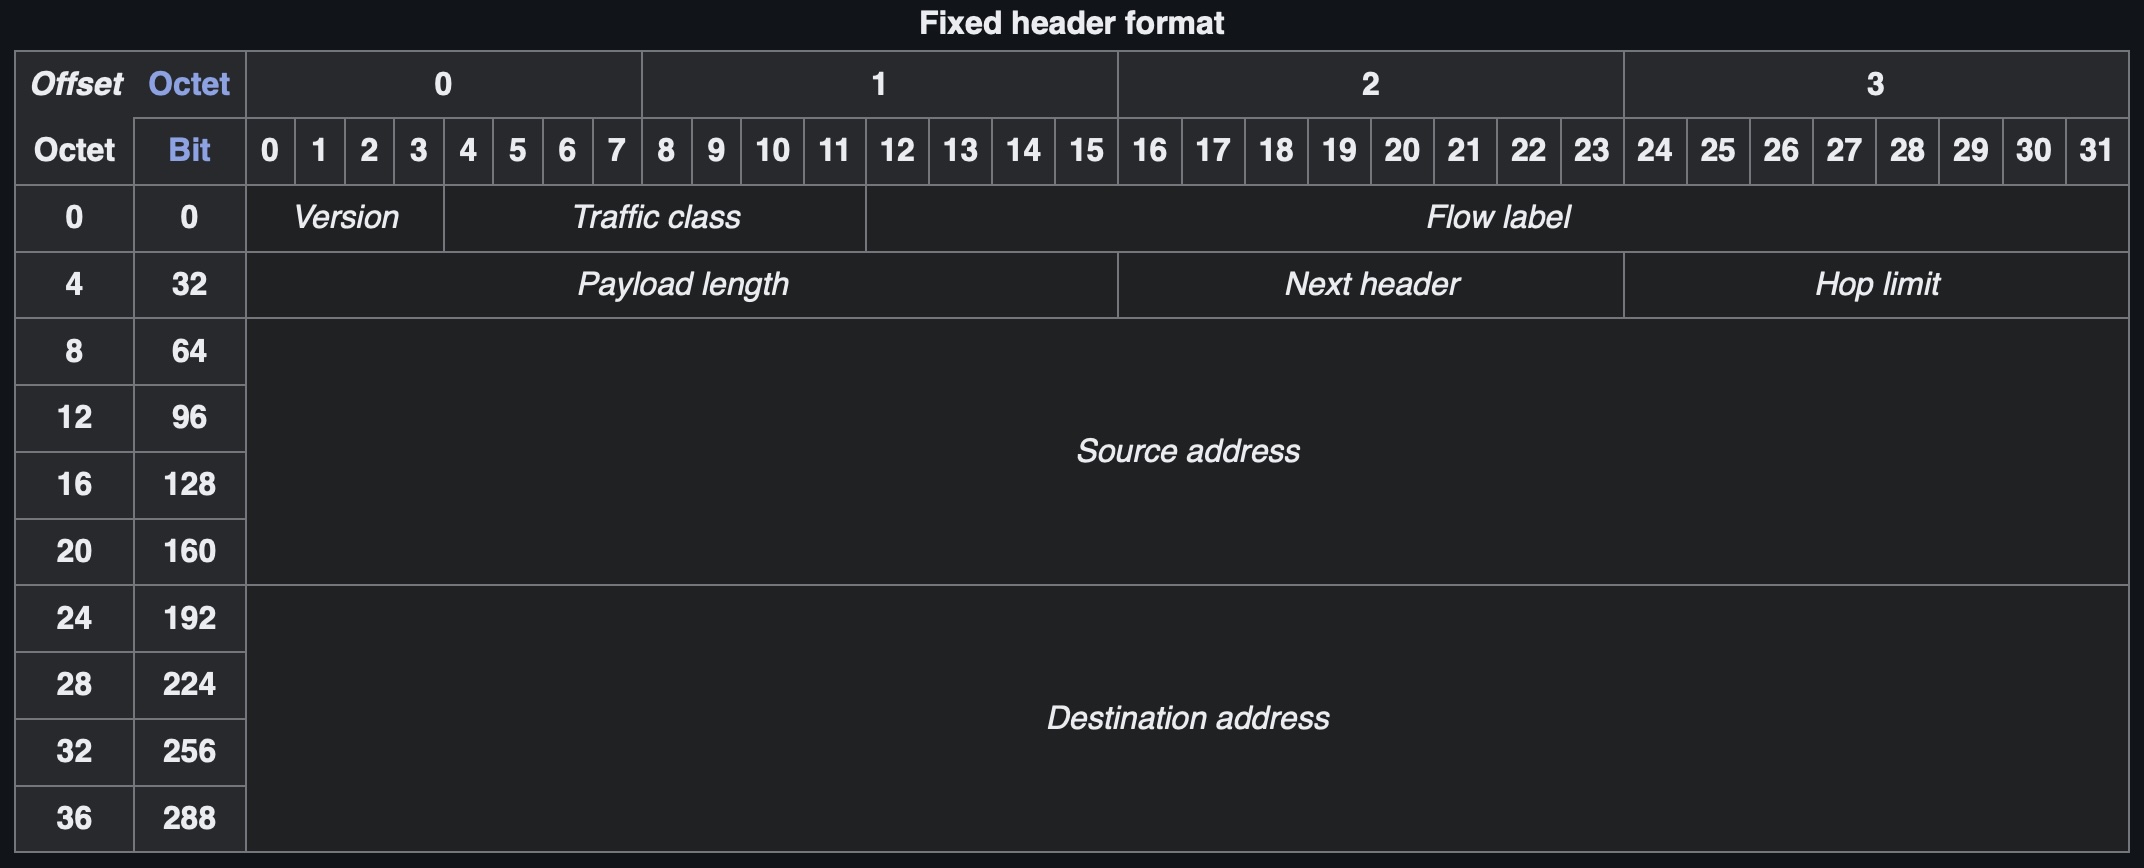 Fixed header format
Offset Octet 0 1 2 3
Octet Bit 0 1 2 3 4 5 6 7 8 9 10 11 12 13 14 15 16 17 18 19 20 21 22 23 24 25 26 27 28 29 30 31
0 0 Version Traffic class Flow label
4 32 Payload length Next header Hop limit
8 64
12 96
Source address
16 128
20 160
24 192
28 224
Destination address
32 256
36 288